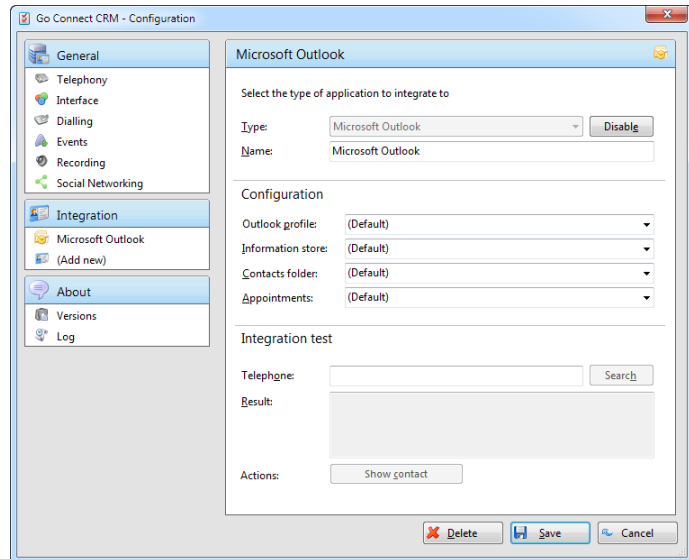 Go Connect CRM - Configuration
General
Telephony
Interface
Dialling
Events
Recording
Social Networking
Integration
Microsoft Outlook
(Add new)
About
Versions
Log
Microsoft Outlook
Select the type of application to integrate to
Type: Microsoft Outlook Disable
Name: Microsoft Outlook
Configuration
Outlook profile: (Default)
Information store: (Default)
Contacts folder: (Default)
Appointments: (Default)
Integration test
Telephone: Search
Result:
Actions: Show contact
Delete Save Cancel